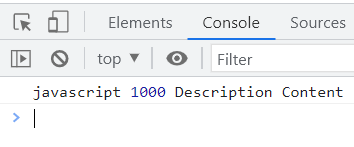 Elements Console Sources
top Filter
javascript 1000 Description Content